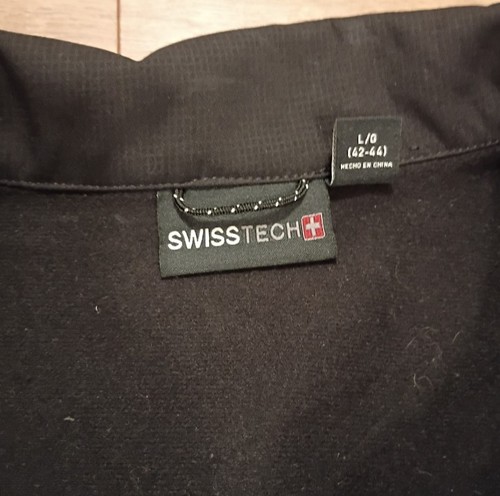 L/G
(42-44)
HECHO EN CHINA
SWISSTECH